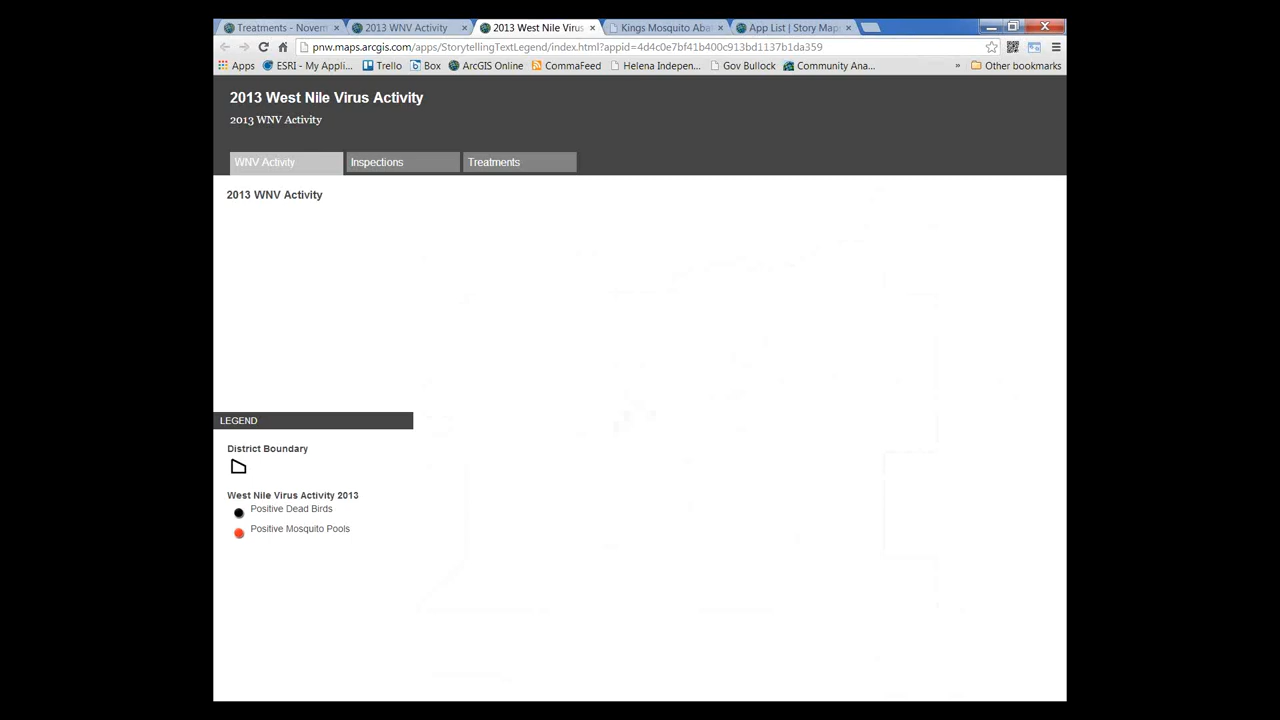 Treatments - Novem
2013 WNV Activity
2013 West Nile Virus
Kings Mosquito Aba
App List | Story Map
pnw.maps.arcgis.com/apps/StorytellingTextLegend/index.html?appid=4d4c0e7bf41b400c913bd1137b1da359
Apps ESRI - My Appli... Trello Box ArcGIS Online CommaFeed Helena Indepen... Gov Bullock Community Ana... » Other bookmarks
2013 West Nile Virus Activity
2013 WNV Activity
WNV Activity Inspections Treatments
2013 WNV Activity
LEGEND
District Boundary
West Nile Virus Activity 2013
Positive Dead Birds
Positive Mosquito Pools